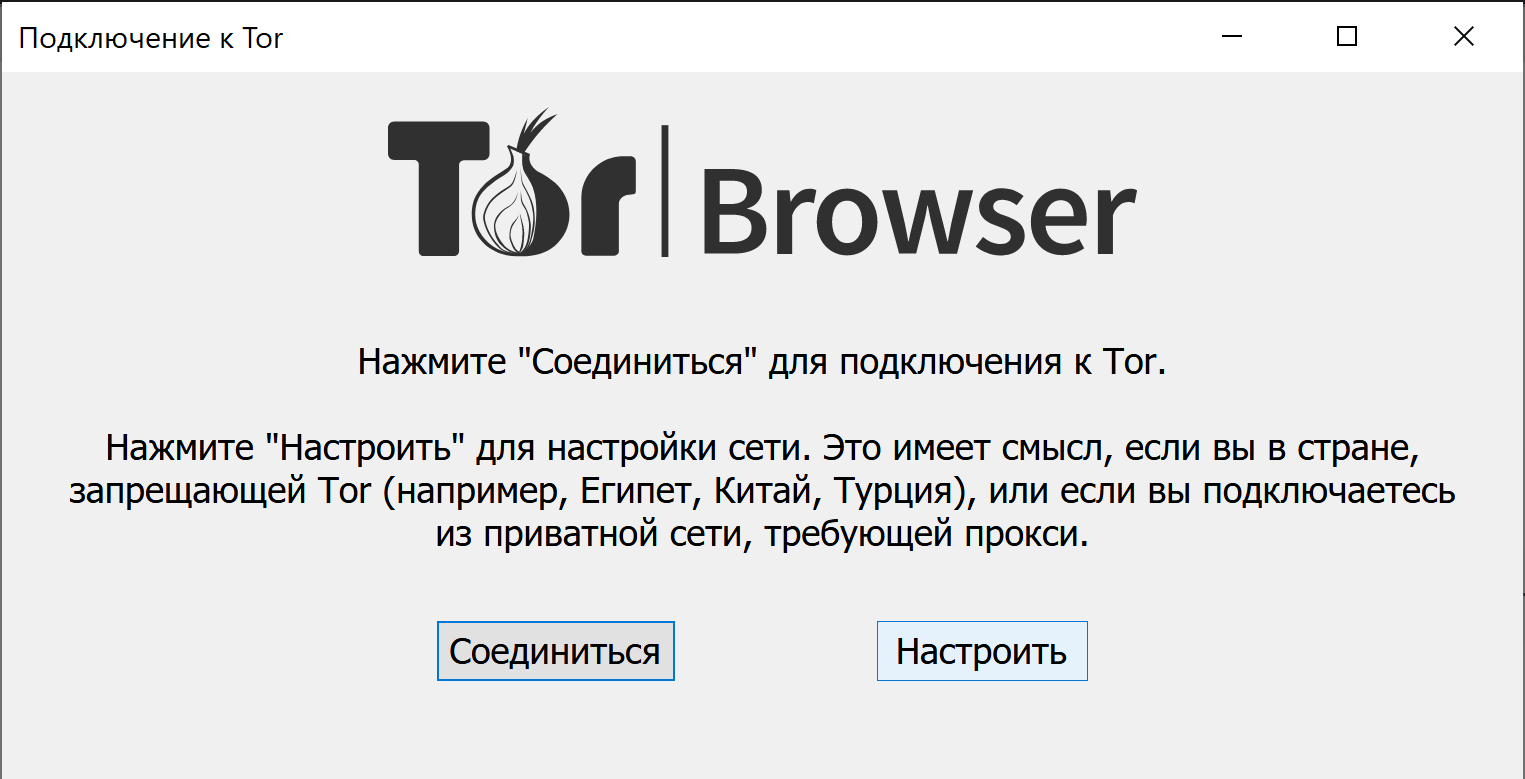 Подключение к Tor
Tor | Browser
Нажмите "Соединиться" для подключения к Tor.
Нажмите "Настроить" для настройки сети. Это имеет смысл, если вы в стране,
запрещающей Tor (например, Египет, Китай, Турция), или если вы подключаетесь
из приватной сети, требующей прокси.
Соединиться
Настроить